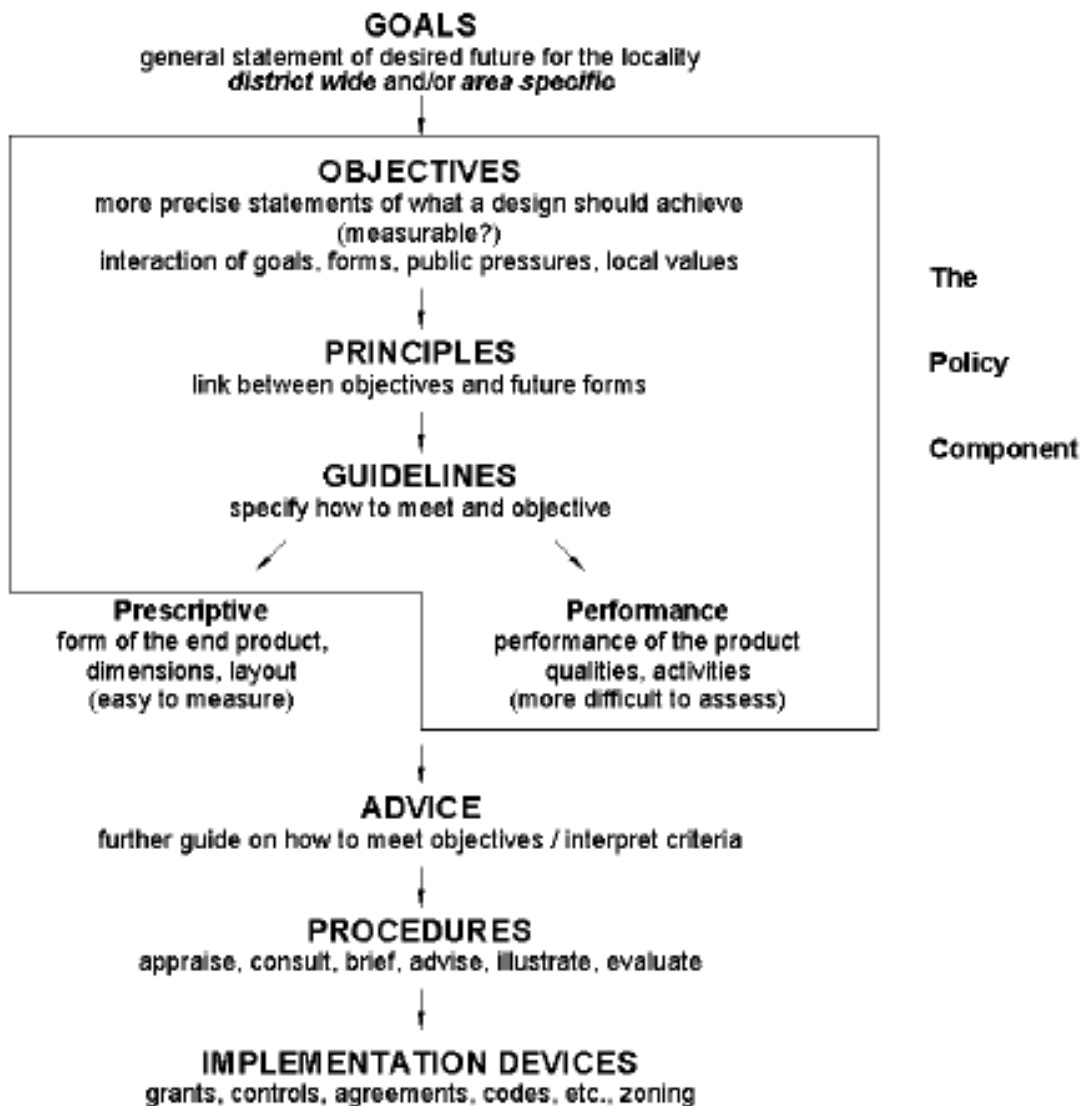 GOALS
general statement of desired future for the locality
district wide and/or area specific
OBJECTIVES
more precise statements of what a design should achieve
(measurable?)
interaction of goals, forms, public pressures, local values
PRINCIPLES
link between objectives and future forms
GUIDELINES
specify how to meet and objective
Prescriptive
form of the end product,
dimensions, layout
(easy to measure)
Performance
performance of the product
qualities, activities
(more difficult to assess)
The
Policy
Component
ADVICE
further guide on how to meet objectives / interpret criteria
PROCEDURES
appraise, consult, brief, advise, illustrate, evaluate
IMPLEMENTATION DEVICES
grants, controls, agreements, codes, etc., zoning